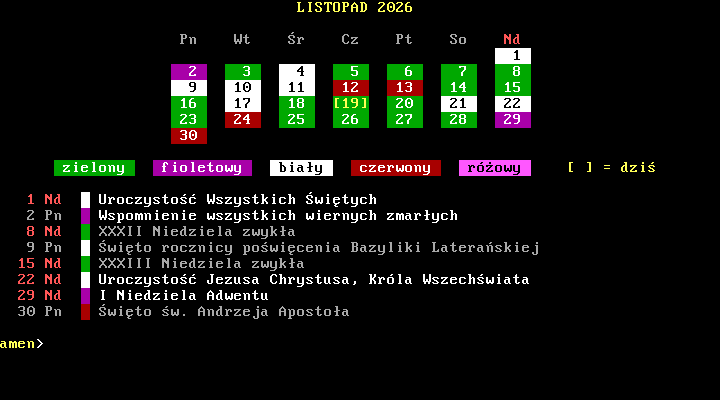 LISTOPAD 2026
Pn Wt Śr Cz Pt So Nd
1
2 3 4 5 6 7 8
9 10 11 12 13 14 15
16 17 18 [19] 20 21 22
23 24 25 26 27 28 29
30
zielony fioletowy biały czerwony różowy [ ] = dziś
1 Nd Uroczystość Wszystkich Świętych
2 Pn Wspomnienie wszystkich wiernych zmarłych
8 Nd XXXII Niedziela zwykła
9 Pn Święto rocznicy poświęcenia Bazyliki Laterańskiej
15 Nd XXXIII Niedziela zwykła
22 Nd Uroczystość Jezusa Chrystusa, Króla Wszechświata
29 Nd I Niedziela Adwentu
30 Pn Święto św. Andrzeja Apostoła
amen>